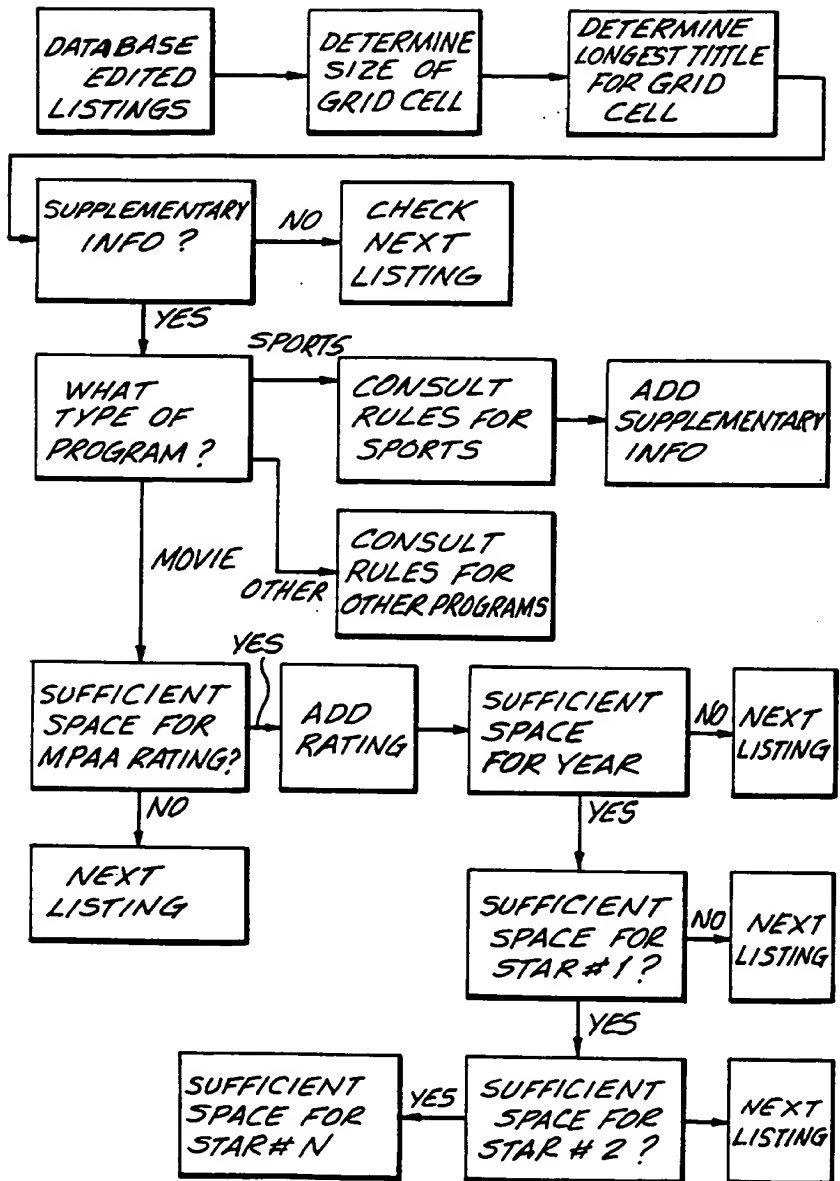 DATABASE
EDITED
LISTINGS
DETERMINE
SIZE OF
GRID CELL
DETERMINE
LONGEST TITTLE
FOR GRID
CELL
SUPPLEMENTARY
INFO ?
NO
CHECK
NEXT
LISTING
YES
WHAT
TYPE OF
PROGRAM ?
SPORTS
CONSULT
RULES FOR
SPORTS
ADD
SUPPLEMENTARY
INFO
MOVIE
OTHER
CONSULT
RULES FOR
OTHER PROGRAMS
SUFFICIENT
SPACE FOR
MPAA RATING?
YES
ADD
RATING
SUFFICIENT
SPACE
FOR YEAR
NO
NEXT
LISTING
NO
NEXT
LISTING
YES
SUFFICIENT
SPACE FOR
STAR # 1 ?
NO
NEXT
LISTING
YES
SUFFICIENT
SPACE FOR
STAR # 2 ?
NEXT
LISTING
YES
SUFFICIENT
SPACE FOR
STAR # N